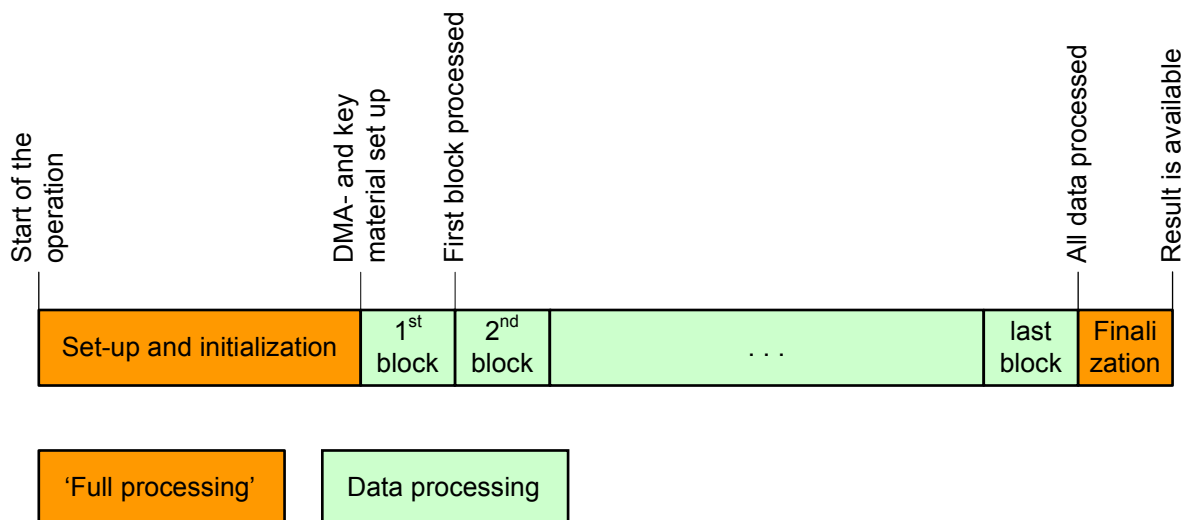 Start of the
operation
DMA- and key
material set up
First block processed
All data processed
Result is available
Set-up and initialization
1st
block
2nd
block
. . .
last
block
Finali
zation
‘Full processing’
Data processing